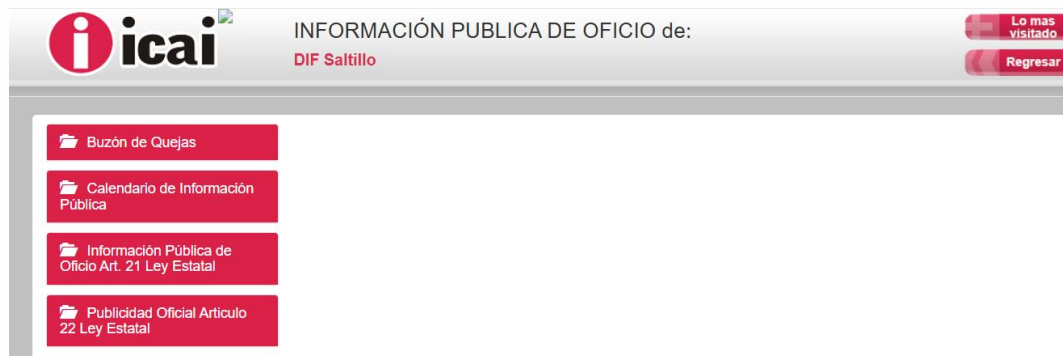 icai
INFORMACIÓN PUBLICA DE OFICIO de:
DIF Saltillo
Lo mas
visitado
Regresar
Buzón de Quejas
Calendario de Información
Pública
Información Pública de
Oficio Art. 21 Ley Estatal
Publicidad Oficial Articulo
22 Ley Estatal